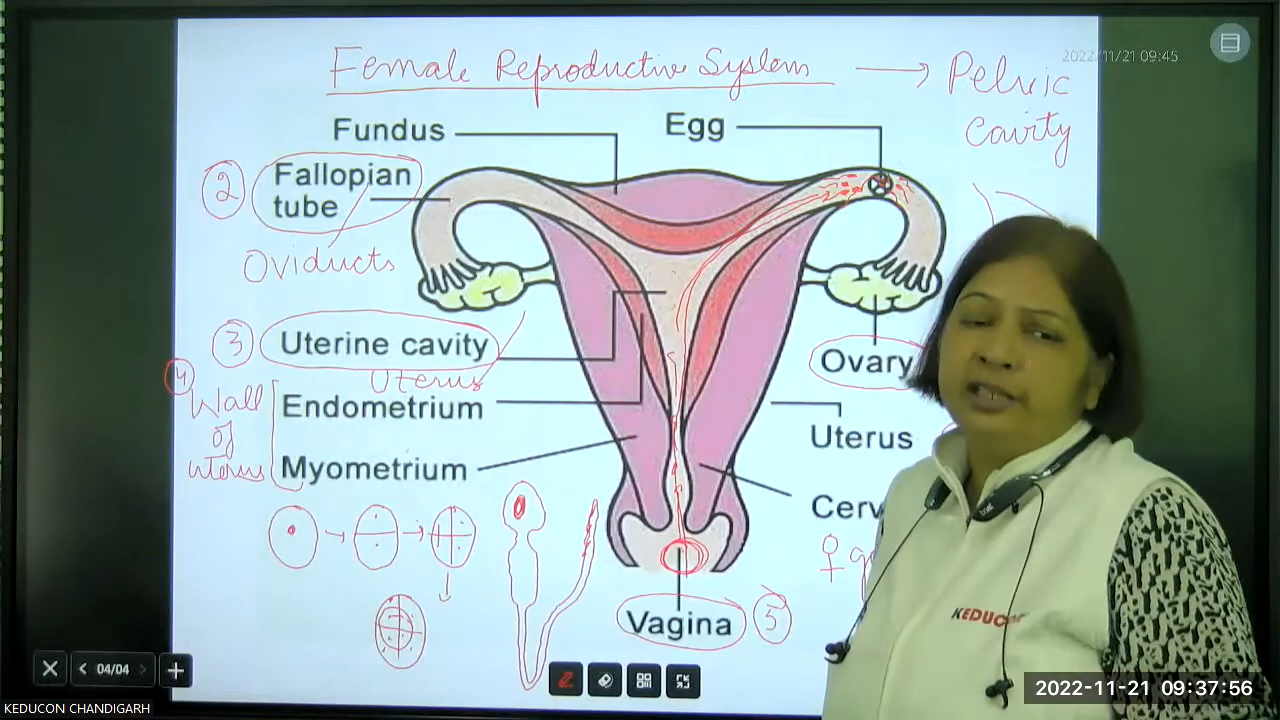 Female Reproductive System → Pelvic
cavity
2022/11/21 09:45
Fundus
Egg
2
Fallopian
tube
Oviducts
3
Uterine cavity
Uterus
4
Wall
of
uterus
Endometrium
Myometrium
Ovary
Uterus
Cerv
♀ g
Vagina
5
KEDUC
04/04
2022-11-21 09:37:56
KEDUCON CHANDIGARH